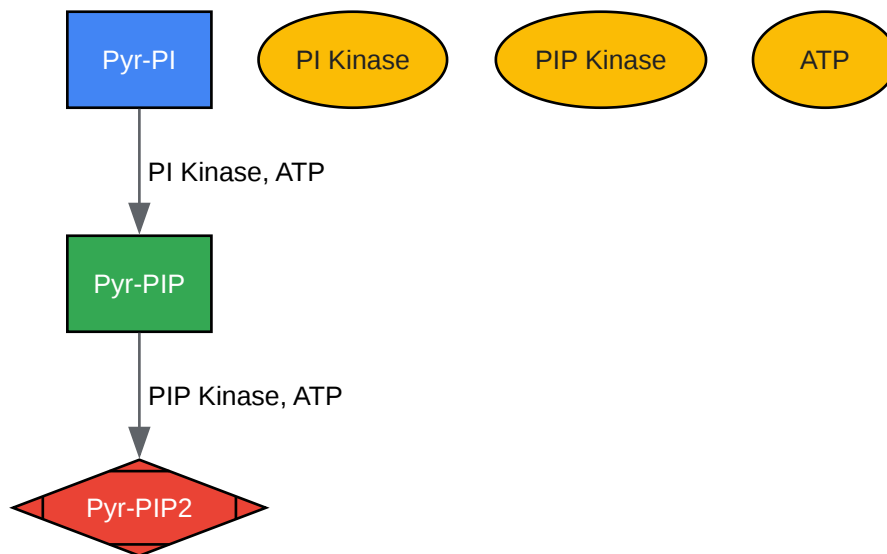 Pyr-PI
PI Kinase
PIP Kinase
ATP
PI Kinase, ATP
Pyr-PIP
PIP Kinase, ATP
Pyr-PIP2